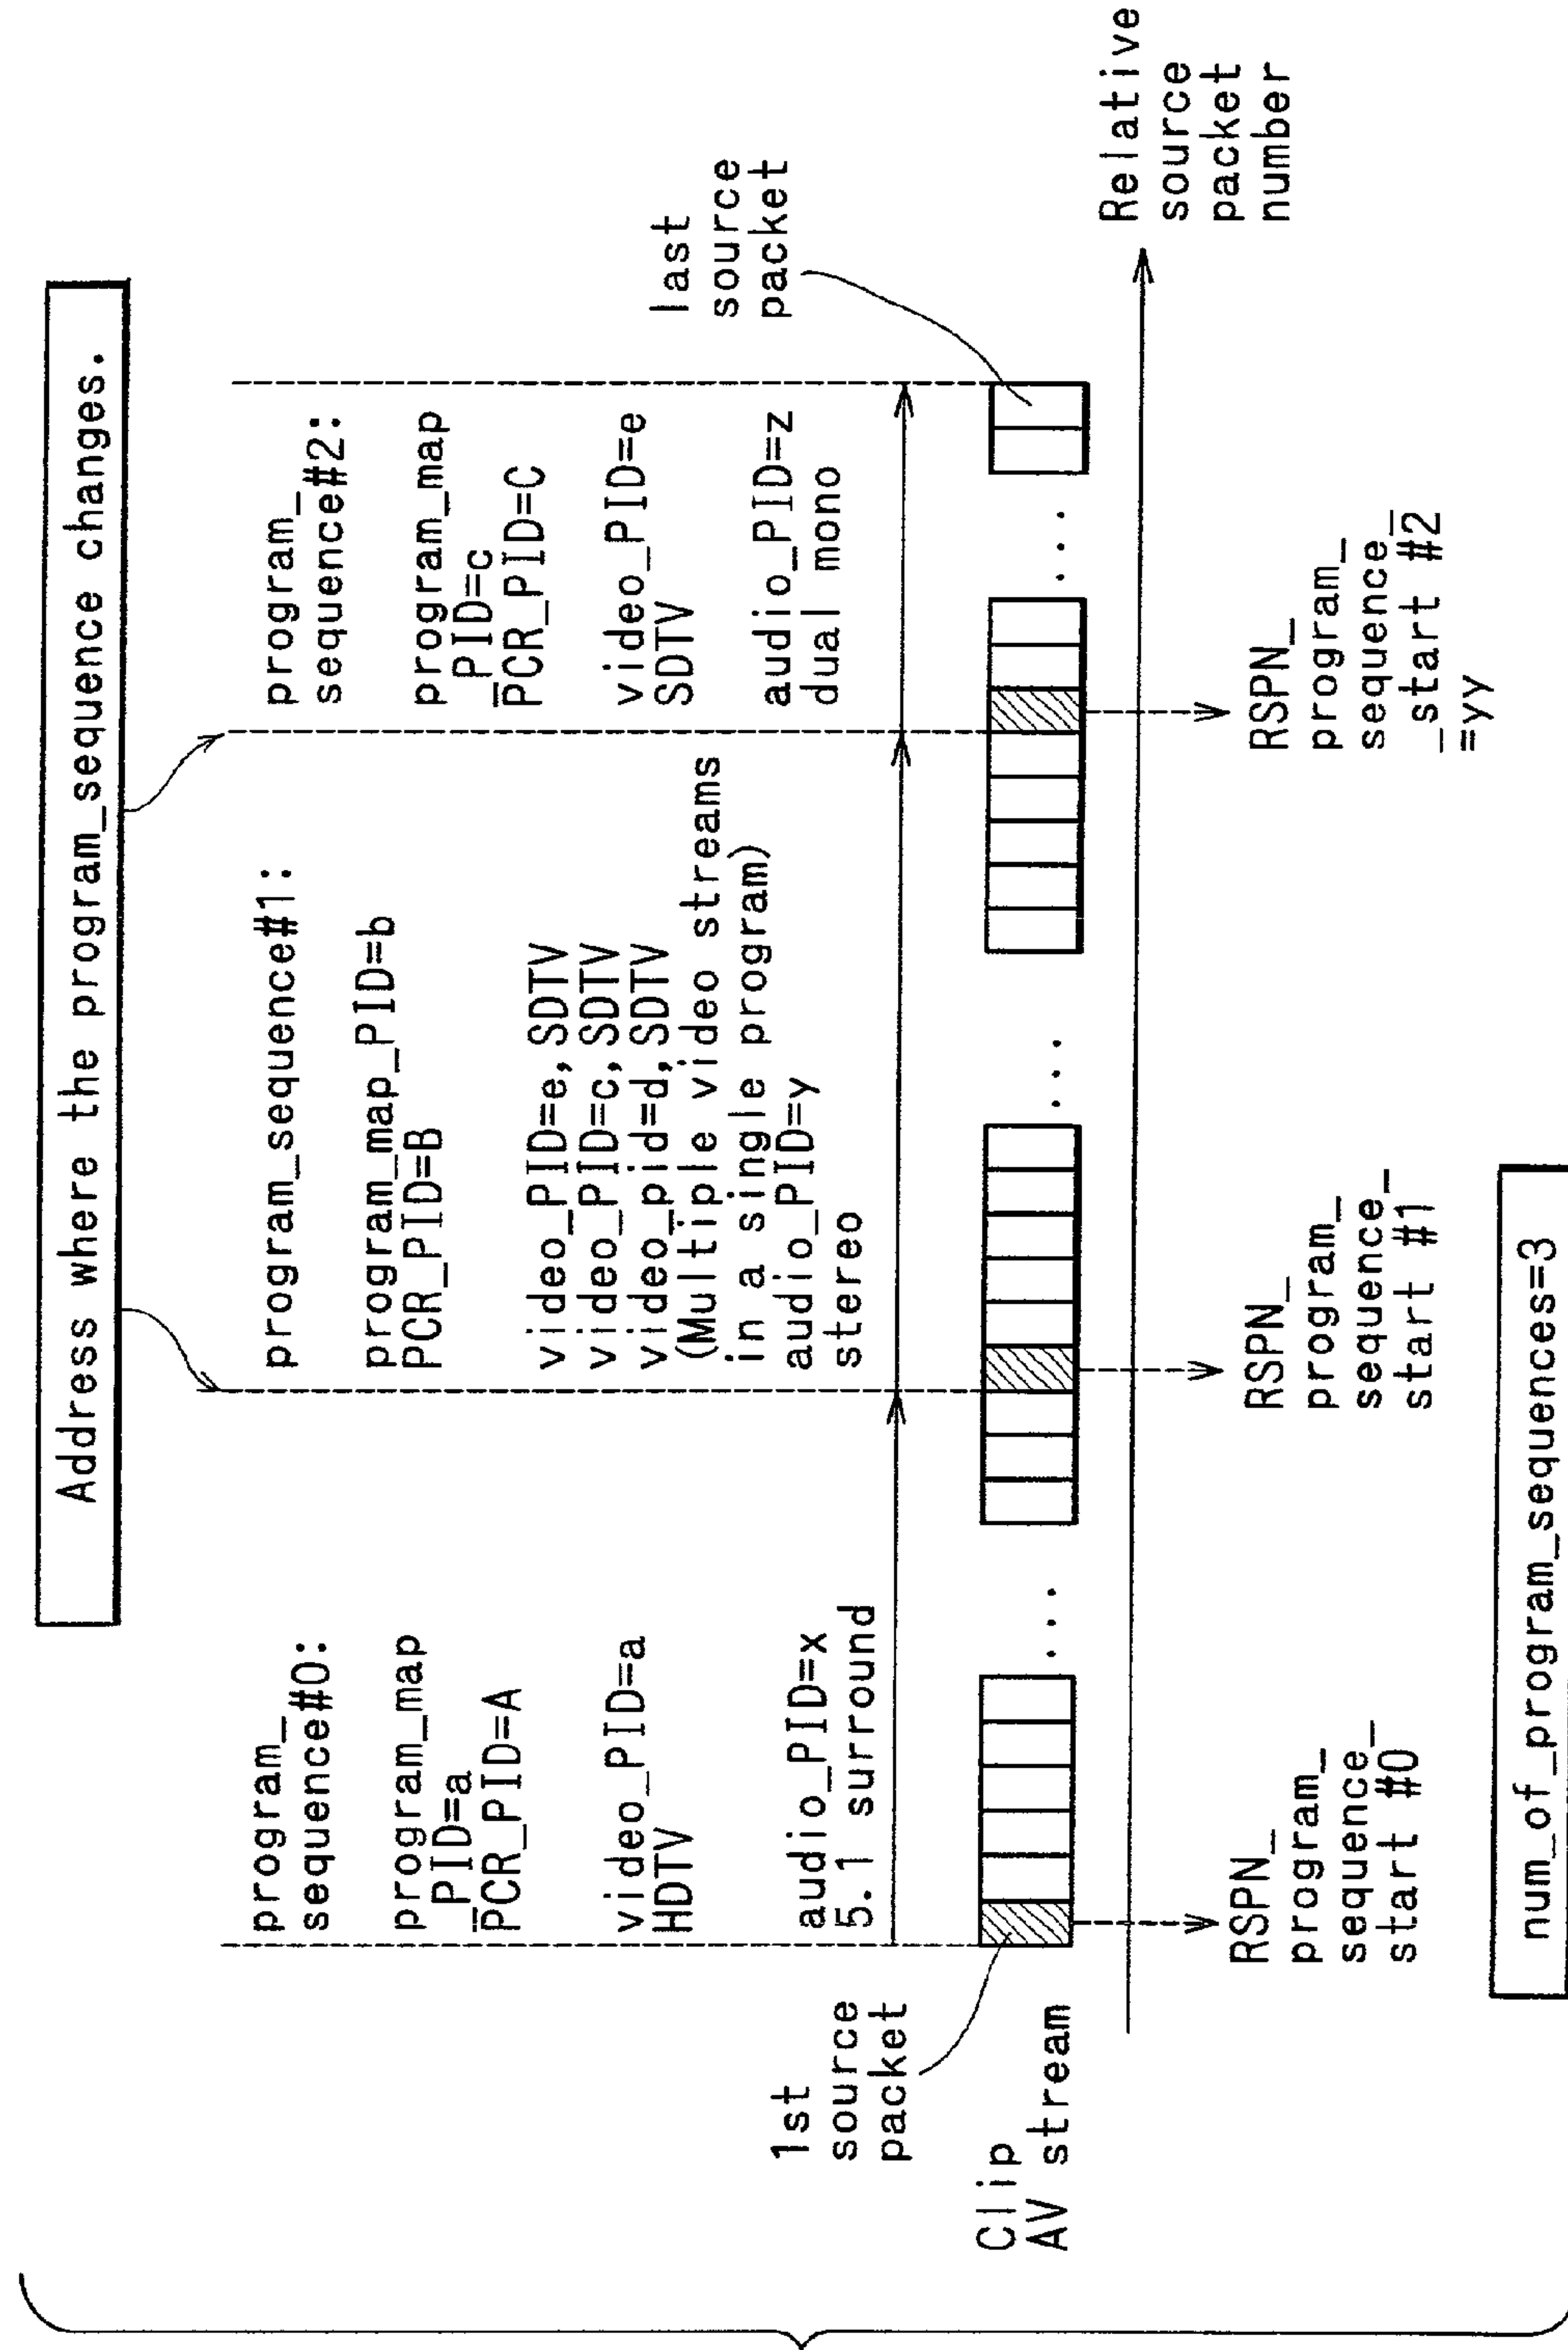 Address where the program_sequence changes.
program_
sequence#0:
program_map
_PID=a
PCR_PID=A
video_PID=a
HDTV
audio_PID=x
5.1 surround
program_sequence#1:
program_map_PID=b
PCR_PID=B
video_PID=e,SDTV
video_PID=c,SDTV
video_pid=d,SDTV
(Multiple video streams
in a single program)
audio_PID=y
stereo
program_
sequence#2:
program_map
_PID=c
PCR_PID=C
video_PID=e
SDTV
audio_PID=z
dual mono
1st
source
packet
last
source
packet
Clip
AV stream
...
...
...
Relative
source
packet
number
RSPN_
program_
sequence_
start #0
RSPN_
program_
sequence_
start #1
RSPN_
program_
sequence_
_start #2
=yy
num_of_program_sequences=3